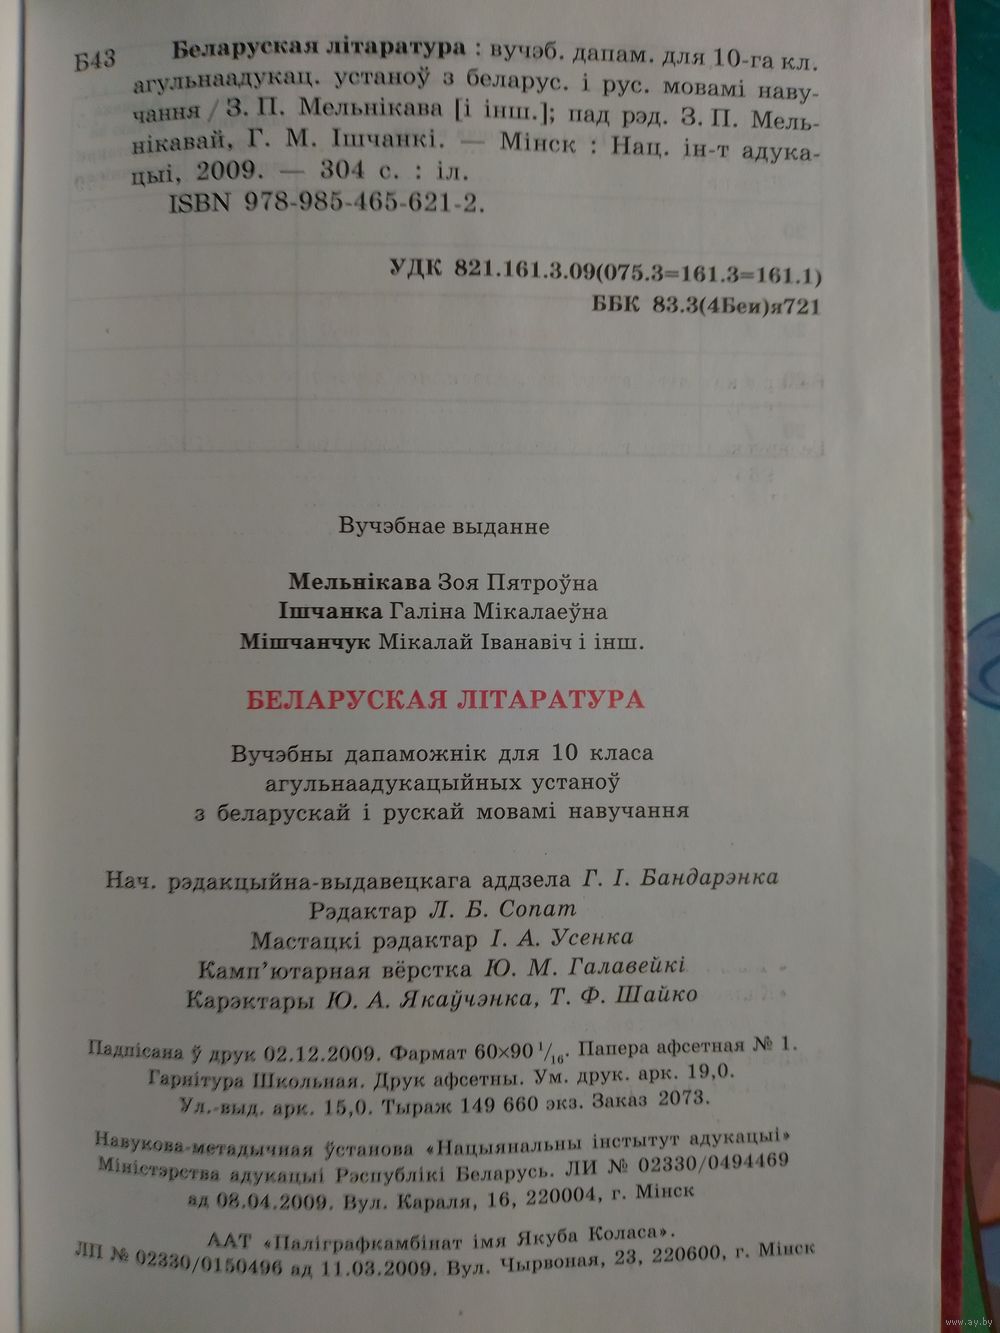 Б43 Беларуская літаратура : вучэб. дапам. для 10-га кл.
агульнаадукац. устаноў з беларус. і рус. мовамі наву-
чання / З. П. Мельнікава [і інш.]; пад рэд. З. П. Мель-
нікавай, Г. М. Ішчанкі. — Мінск : Нац. ін-т адука-
цыі, 2009. — 304 с. : іл.
ISBN 978-985-465-621-2.
УДК 821.161.3.09(075.3=161.3=161.1)
ББК 83.3(4Беи)я721
Вучэбнае выданне
Мельнікава Зоя Пятроўна
Ішчанка Галіна Мікалаеўна
Мішчанчук Мікалай Іванавіч і інш.
БЕЛАРУСКАЯ ЛІТАРАТУРА
Вучэбны дапаможнік для 10 класа
агульнаадукацыйных устаноў
з беларускай і рускай мовамі навучання
Нач. рэдакцыйна-выдавецкага аддзела Г. І. Бандарэнка
Рэдактар Л. Б. Сопат
Мастацкі рэдактар І. А. Усенка
Камп’ютарная вёрстка Ю. М. Галавейкі
Карэктары Ю. А. Якаўчэнка, Т. Ф. Шайко
Падпісана ў друк 02.12.2009. Фармат 60×90 1/16. Папера афсетная № 1.
Гарнітура Школьная. Друк афсетны. Ум. друк. арк. 19,0.
Ул.-выд. арк. 15,0. Тыраж 149 660 экз. Заказ 2073.
Навукова-метадычная ўстанова «Нацыянальны інстытут адукацыі»
Міністэрства адукацыі Рэспублікі Беларусь. ЛИ № 02330/0494469
ад 08.04.2009. Вул. Караля, 16, 220004, г. Мінск
ААТ «Паліграфкамбінат імя Якуба Коласа».
ЛП № 02330/0150496 ад 11.03.2009. Вул. Чырвоная, 23, 220600, г. Мінск
www.ay.by